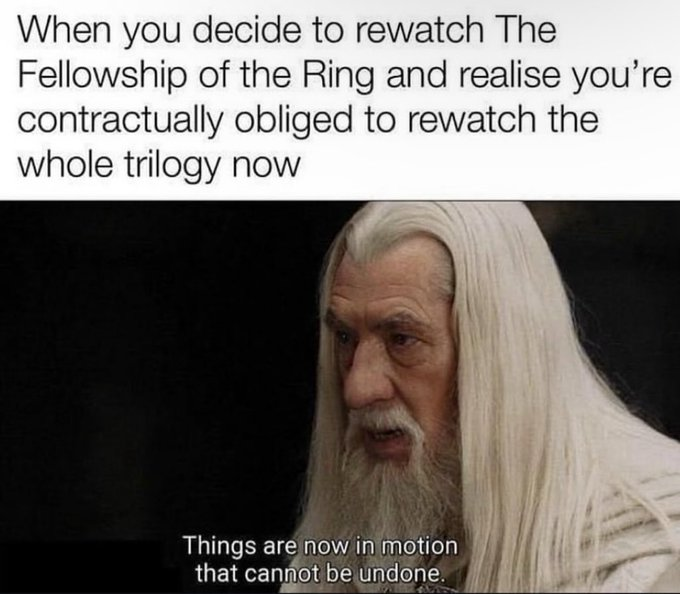 When you decide to rewatch The
Fellowship of the Ring and realise you’re
contractually obliged to rewatch the
whole trilogy now
Things are now in motion
that cannot be undone.